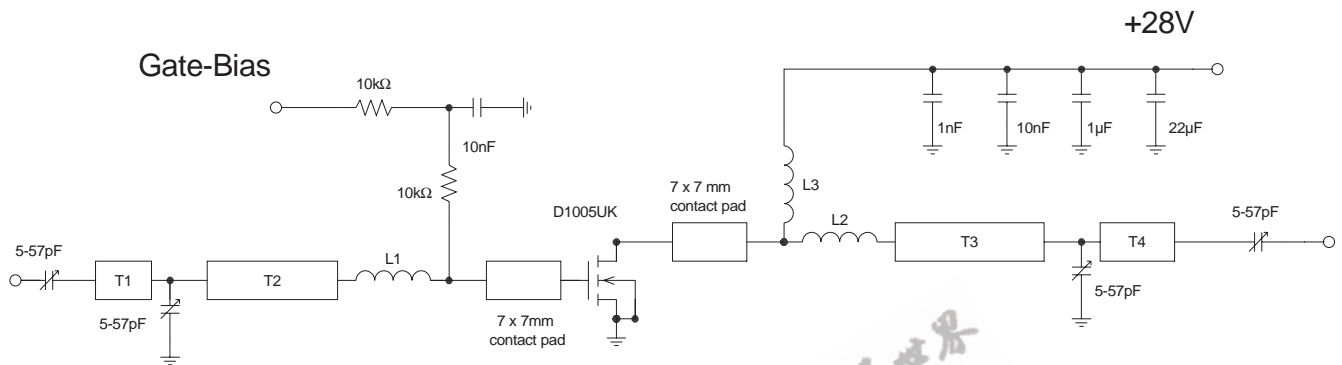 +28V
Gate-Bias
10kΩ
10nF
10kΩ
1nF
10nF
1µF
22µF
L3
7 x 7 mm
contact pad
D1005UK
L2
5-57pF
T3
T4
5-57pF
5-57pF
T1
T2
L1
5-57pF
7 x 7mm
contact pad